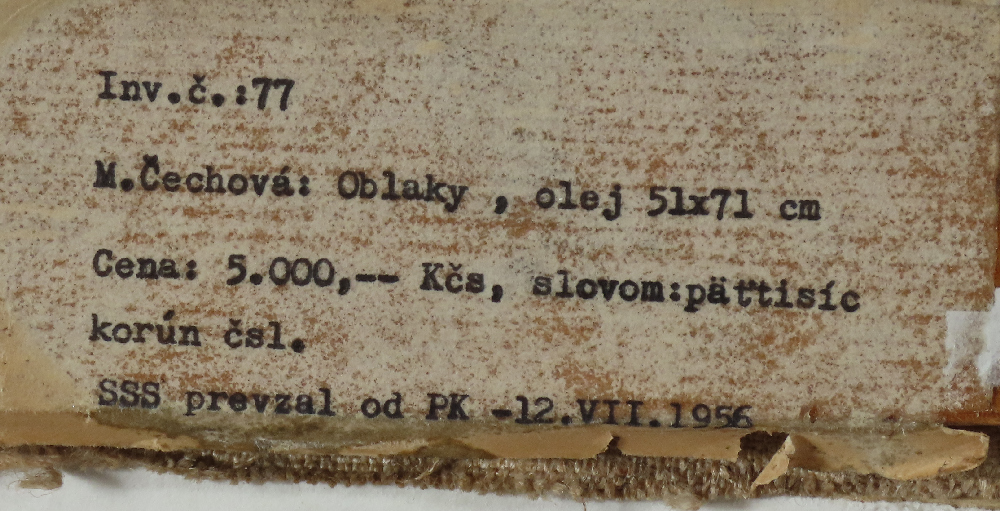 Inv.č.:77
M.Čechová: Oblaky , olej 51x71 cm
Cena: 5.000,-- Kčs, slovom:pättisíc
korún čsl.
SSS prevzal od PK -12.VII.1956